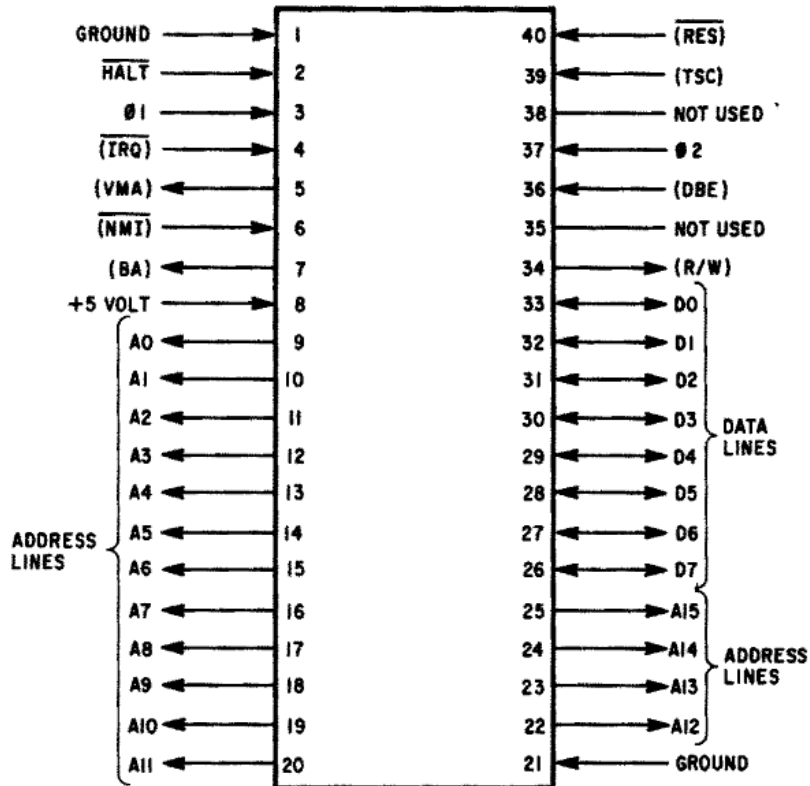 GROUND 1 40 (RES)
HALT 2 39 (TSC)
Ø1 3 38 NOT USED
(IRQ) 4 37 Ø2
(VMA) 5 36 (DBE)
(NMI) 6 35 NOT USED
(BA) 7 34 (R/W)
+5 VOLT 8 33 D0
A0 9 32 D1
A1 10 31 D2
A2 11 30 D3
A3 12 29 D4
A4 13 28 D5
A5 14 27 D6
A6 15 26 D7
A7 16 25 A15
A8 17 24 A14
A9 18 23 A13
A10 19 22 A12
A11 20 21 GROUND
ADDRESS
LINES
DATA
LINES
ADDRESS
LINES